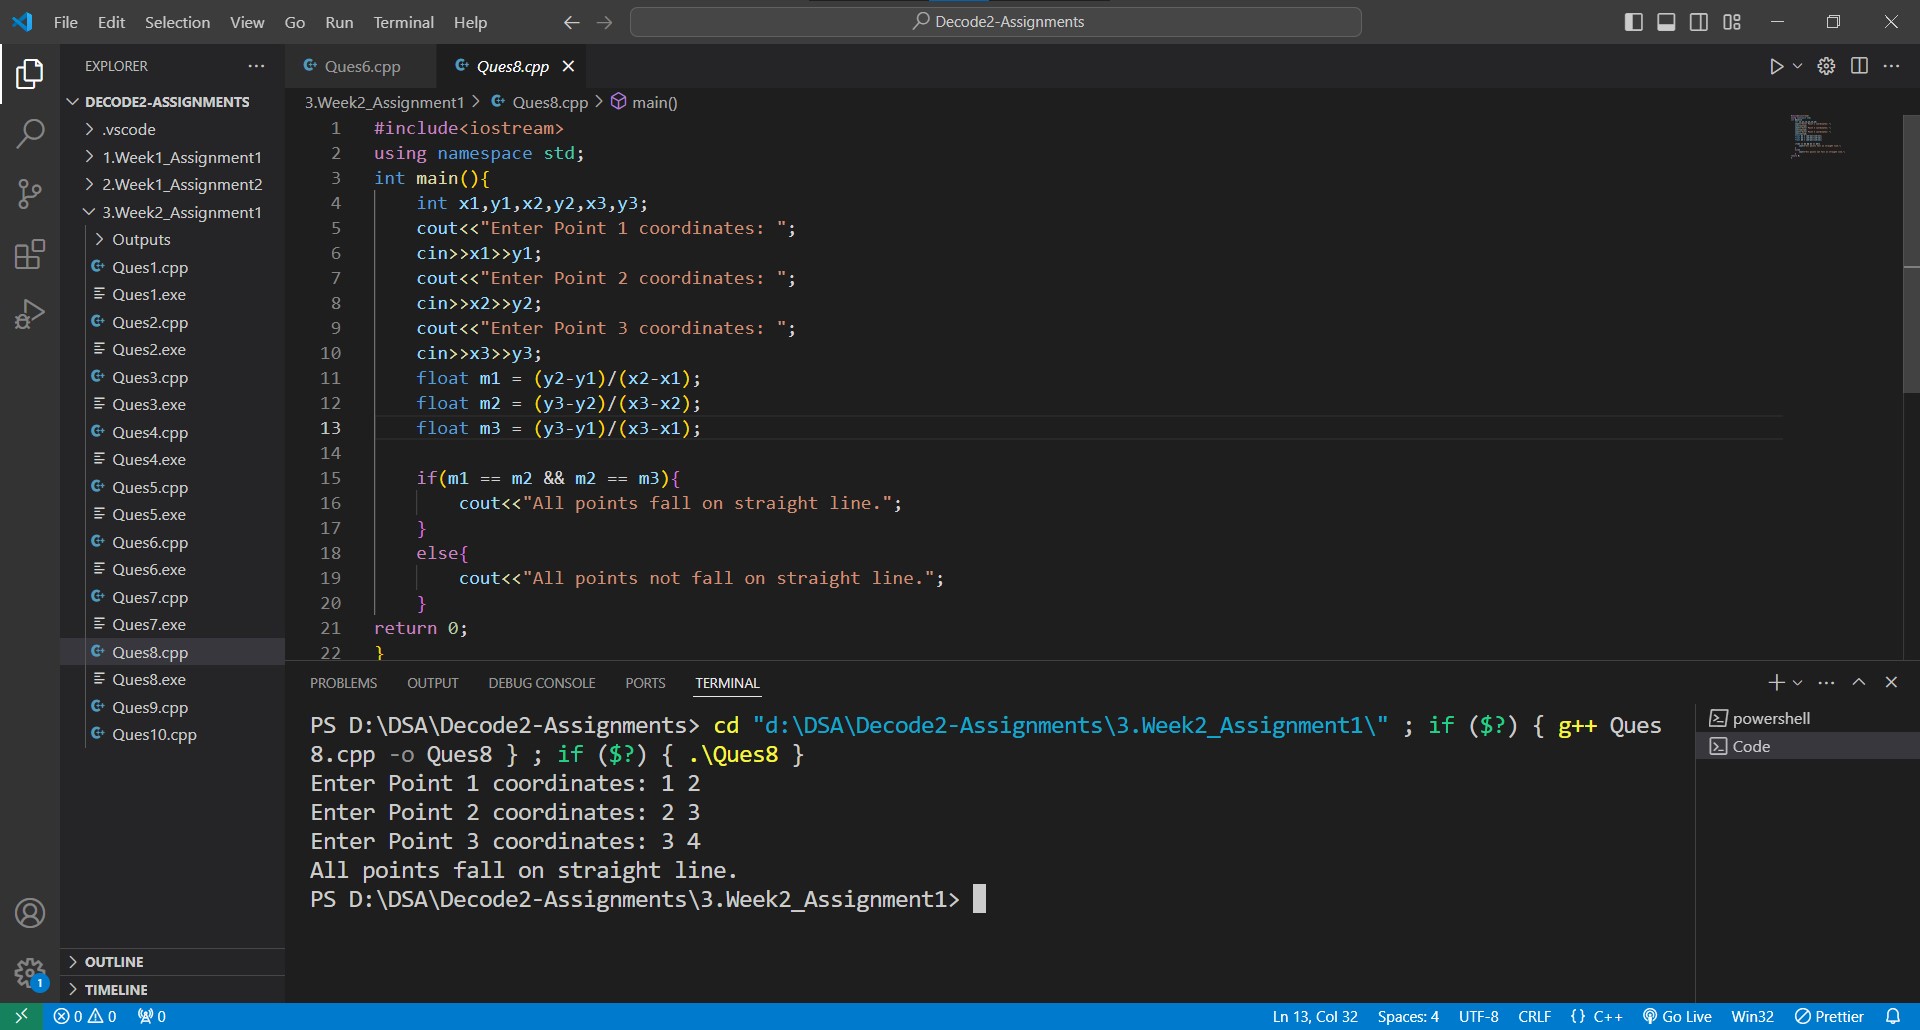 File Edit Selection View Go Run Terminal Help
Decode2-Assignments
EXPLORER
DECODE2-ASSIGNMENTS
.vscode
1.Week1_Assignment1
2.Week1_Assignment2
3.Week2_Assignment1
Outputs
Ques1.cpp
Ques1.exe
Ques2.cpp
Ques2.exe
Ques3.cpp
Ques3.exe
Ques4.cpp
Ques4.exe
Ques5.cpp
Ques5.exe
Ques6.cpp
Ques6.exe
Ques7.cpp
Ques7.exe
Ques8.cpp
Ques8.exe
Ques9.cpp
Ques10.cpp
OUTLINE
TIMELINE
1
Ques6.cpp Ques8.cpp
3.Week2_Assignment1 > Ques8.cpp > main()
1 #include<iostream>
2 using namespace std;
3 int main(){
4 int x1,y1,x2,y2,x3,y3;
5 cout<<"Enter Point 1 coordinates: ";
6 cin>>x1>>y1;
7 cout<<"Enter Point 2 coordinates: ";
8 cin>>x2>>y2;
9 cout<<"Enter Point 3 coordinates: ";
10 cin>>x3>>y3;
11 float m1 = (y2-y1)/(x2-x1);
12 float m2 = (y3-y2)/(x3-x2);
13 float m3 = (y3-y1)/(x3-x1);
14
15 if(m1 == m2 && m2 == m3){
16 cout<<"All points fall on straight line.";
17 }
18 else{
19 cout<<"All points not fall on straight line.";
20 }
21 return 0;
22 }
PROBLEMS OUTPUT DEBUG CONSOLE PORTS TERMINAL
PS D:\DSA\Decode2-Assignments> cd "d:\DSA\Decode2-Assignments\3.Week2_Assignment1\" ; if ($?) { g++ Ques
8.cpp -o Ques8 } ; if ($?) { .\Ques8 }
Enter Point 1 coordinates: 1 2
Enter Point 2 coordinates: 2 3
Enter Point 3 coordinates: 3 4
All points fall on straight line.
PS D:\DSA\Decode2-Assignments\3.Week2_Assignment1>
powershell
Code
0 0 0 Ln 13, Col 32 Spaces: 4 UTF-8 CRLF {} C++ Go Live Win32 Prettier